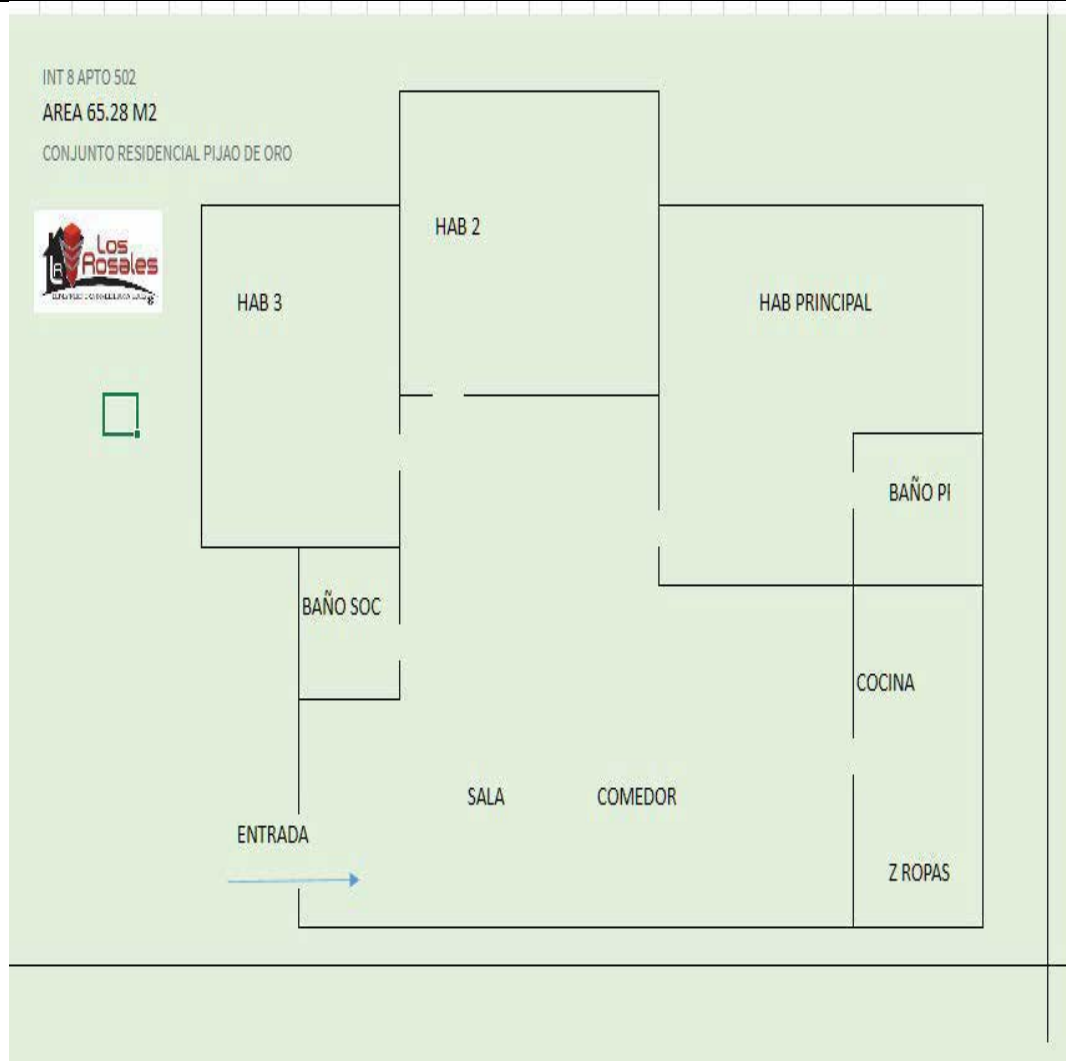 INT 8 APTO 502
AREA 65.28 M2
CONJUNTO RESIDENCIAL PIJAO DE ORO
Los
Rosales
HAB 2
HAB 3
HAB PRINCIPAL
BAÑO PI
BAÑO SOC
COCINA
SALA
COMEDOR
ENTRADA
Z ROPAS